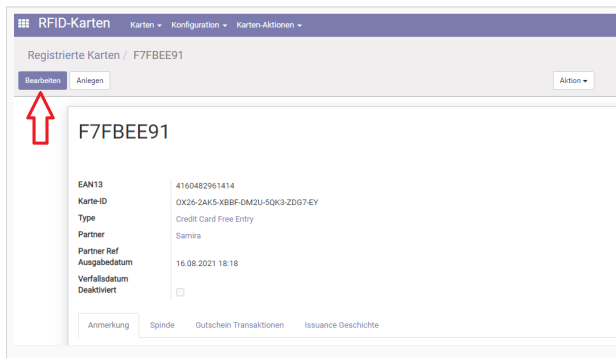 RFID-Karten Karten Konfiguration Karten-Aktionen
Registrierte Karten / F7FBEE91
Bearbeiten Anlegen Aktion
F7FBEE91
EAN13 4160482961414
Karte-ID OX26-2AK5-XBBF-DM2U-5QK3-ZDG7-EY
Type Credit Card Free Entry
Partner Samira
Partner Ref
Ausgabedatum 16.08.2021 18:18
Verfallsdatum
Deaktiviert
Anmerkung Spinde Gutschein Transaktionen Issuance Geschichte